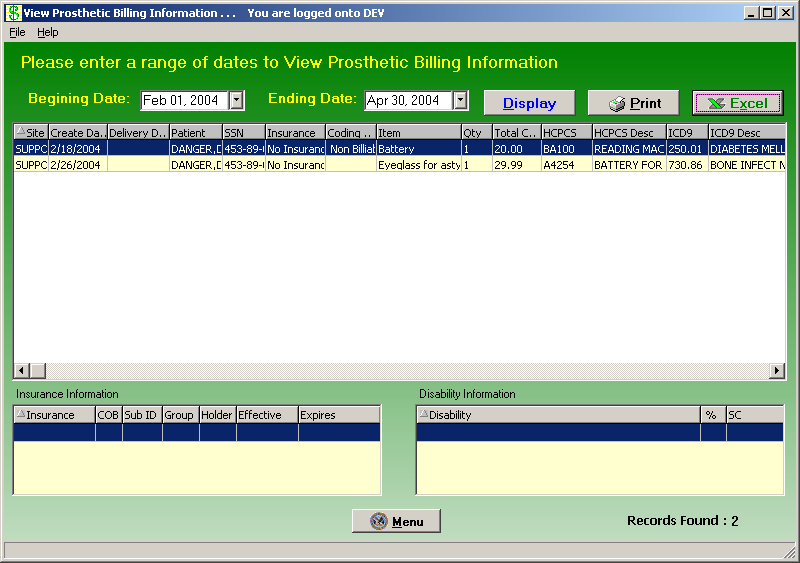 View Prosthetic Billing Information . . .    You are logged onto DEV
File Help
Please enter a range of dates to View Prosthetic Billing Information
Begining Date: Feb 01, 2004 Ending Date: Apr 30, 2004 Display Print Excel
Site Create Da... Delivery D... Patient SSN Insurance Coding ... Item Qty Total C... HCPCS HCPCS Desc ICD9 ICD9 Desc
SUPPO 2/18/2004 DANGER,D 453-89- No Insuranc Non Billiab Battery 1 20.00 BA100 READING MAC 250.01 DIABETES MELL
SUPPO 2/26/2004 DANGER,D 453-89- No Insuranc Eyeglass for asty 1 29.99 A4254 BATTERY FOR 730.86 BONE INFECT N
Insurance Information Disability Information
Insurance COB Sub ID Group Holder Effective Expires Disability % SC
Menu Records Found : 2